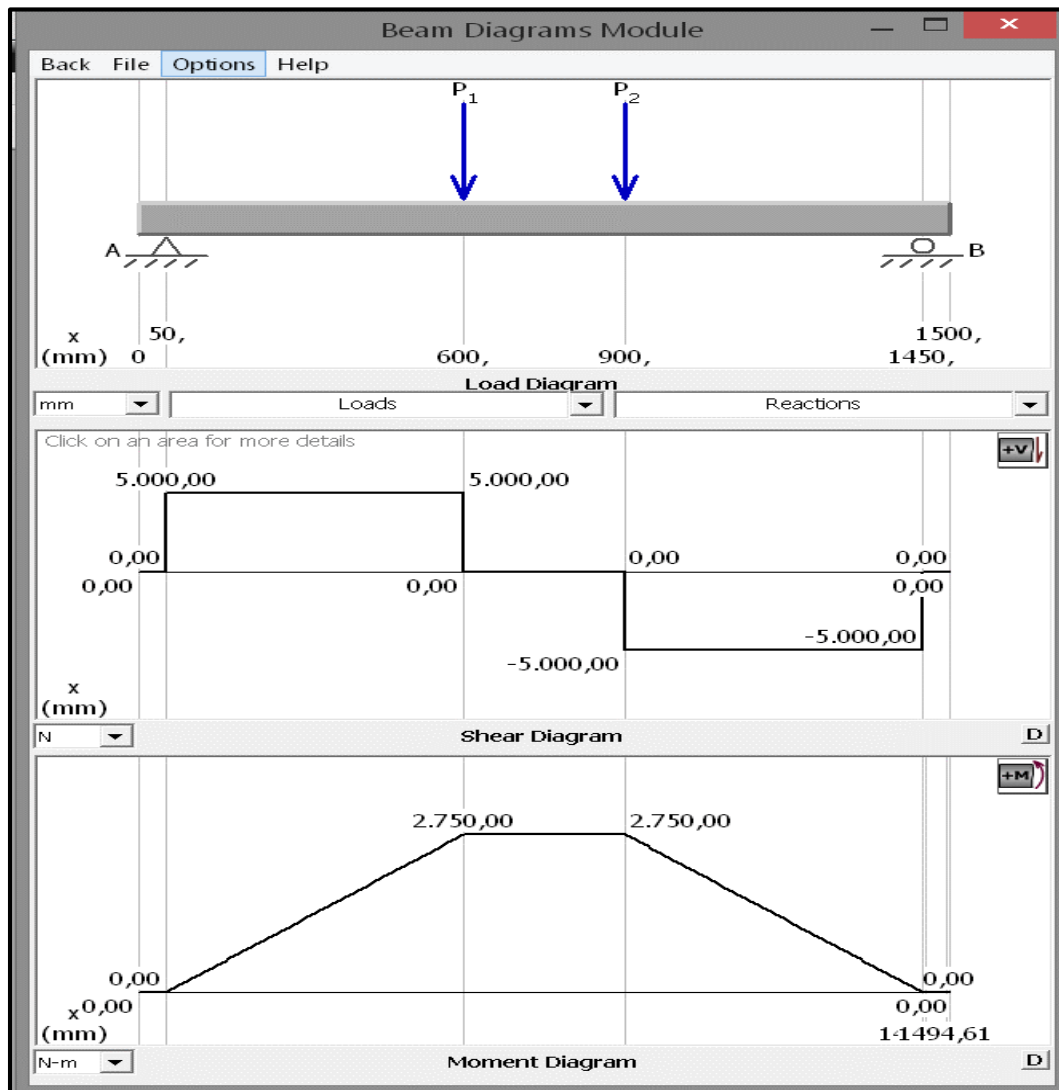 Beam Diagrams Module
Back File Options Help
P1 P2
A B
x 50, 1500,
(mm) 0 600, 900, 1450,
Load Diagram
mm Loads Reactions
Click on an area for more details +V
5.000,00 5.000,00
0,00 0,00 0,00
0,00 0,00 0,00
-5.000,00
-5.000,00
x
(mm)
N Shear Diagram D
+M
2.750,00 2.750,00
0,00 0,00
x 0,00 0,00
(mm) 1494,61
N-m Moment Diagram D